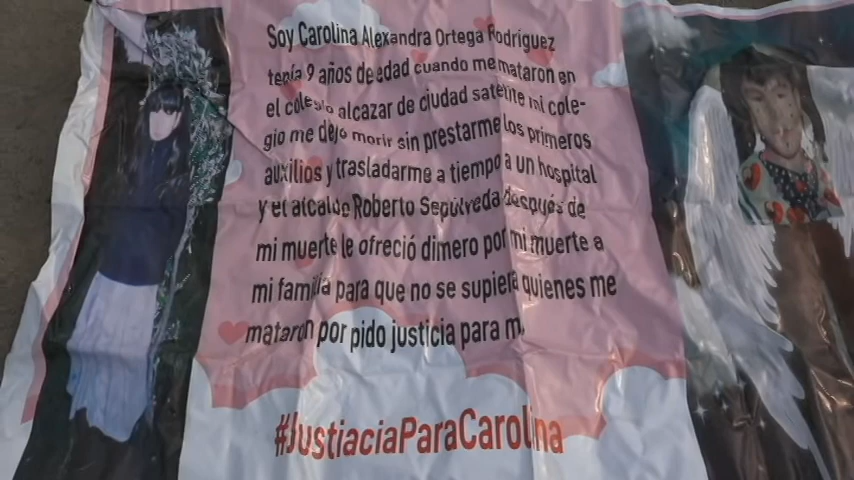 Soy Carolina Alexandra Ortega Rodríguez
tenía 9 años de edad cuando me mataron en
el colegio alcazar de ciudad satelite mi cole-
gio me dejo morir sin prestarme los primeros
auxilios y trasladarme a tiempo a un hospital
y el alcalde Roberto Sepúlveda después de
mi muerte le ofreció dimero por mi muerte a
mi familia para que no se supiera quienes me
mataron por pido justicia para m
#JustiaciaParaCarolina